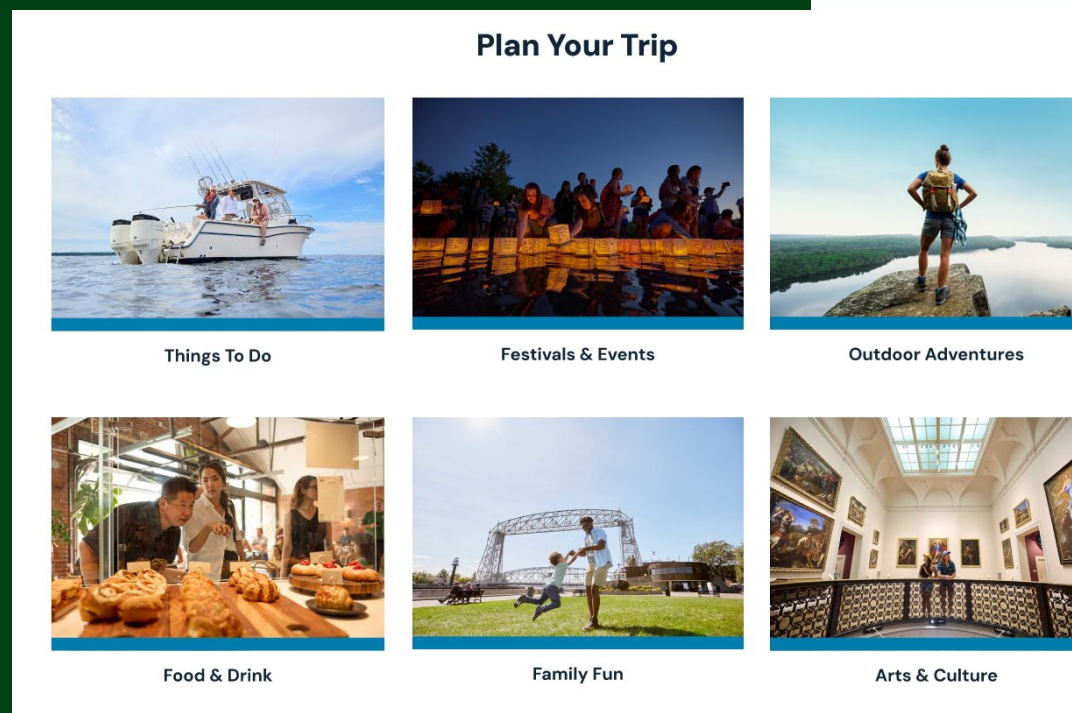 Plan Your Trip
Things To Do
Festivals & Events
Outdoor Adventures
Food & Drink
Family Fun
Arts & Culture